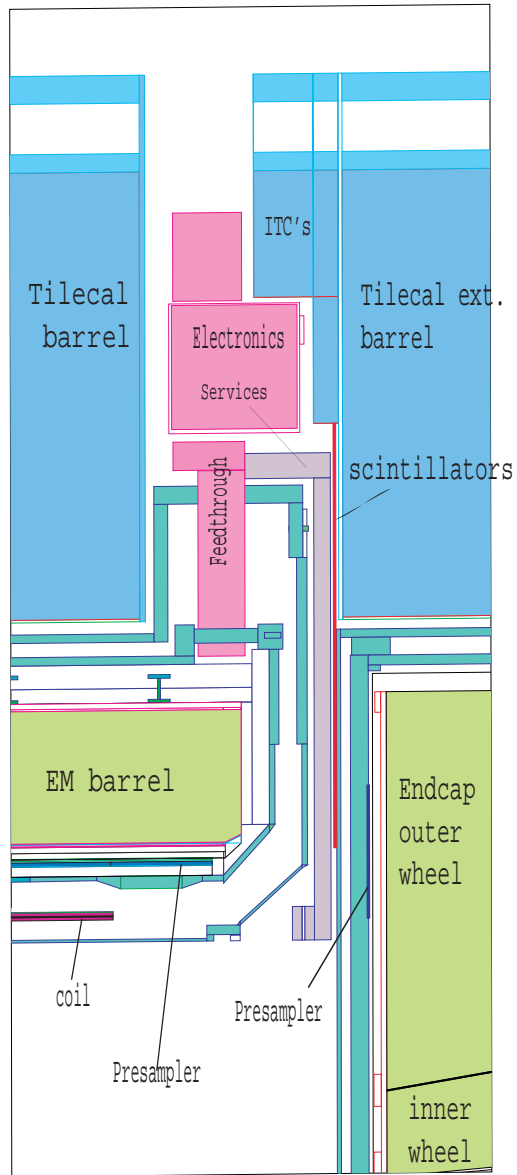 ITC's
Tilecal
barrel
Tilecal ext.
barrel
Electronics
Services
scintillators
Feedthrough
EM barrel
Endcap
outer
wheel
coil
Presampler
Presampler
inner
wheel